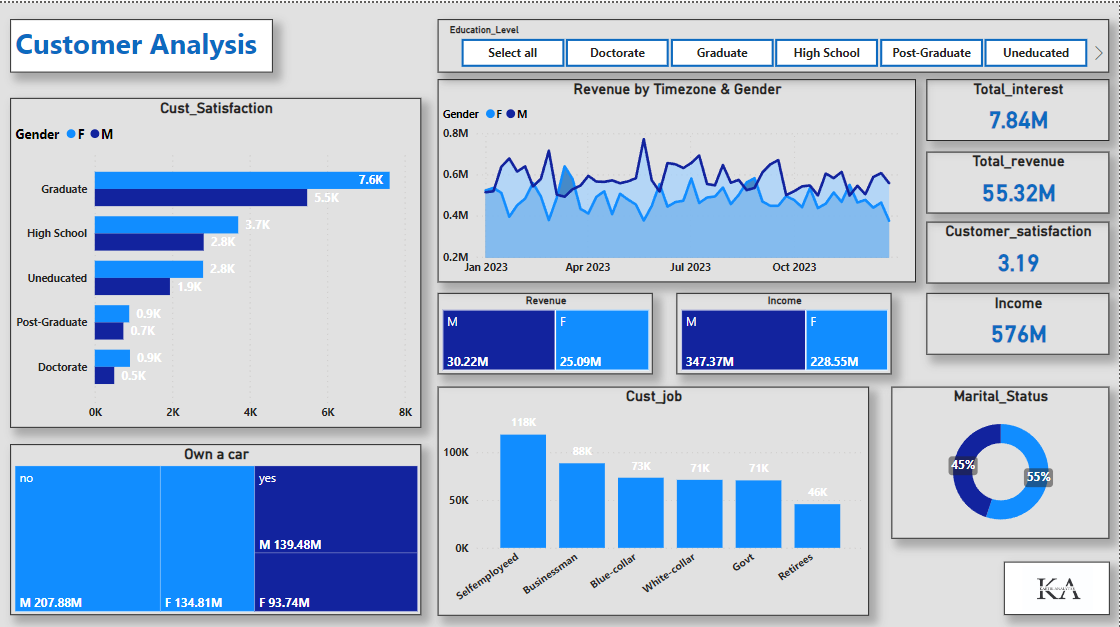 Customer Analysis
Education_Level
Select all
Doctorate
Graduate
High School
Post-Graduate
Uneducated
Cust_Satisfaction
Gender F M
Graduate 7.6K
5.5K
High School 3.7K
2.8K
Uneducated 2.8K
1.9K
Post-Graduate 0.9K
0.7K
Doctorate 0.9K
0.5K
0K 2K 4K 6K 8K
Revenue by Timezone & Gender
Gender F M
0.8M
0.6M
0.4M
0.2M
Jan 2023 Apr 2023 Jul 2023 Oct 2023
Total_interest
7.84M
Total_revenue
55.32M
Customer_satisfaction
3.19
Income
576M
Revenue
M F
30.22M 25.09M
Income
M F
347.37M 228.55M
Own a car
no yes
M 139.48M
M 207.88M F 134.81M F 93.74M
Cust_job
118K
88K
73K
71K
71K
46K
100K
50K
0K
Selfemployeed Businessman Blue-collar White-collar Govt Retirees
Marital_Status
45%
55%
KA